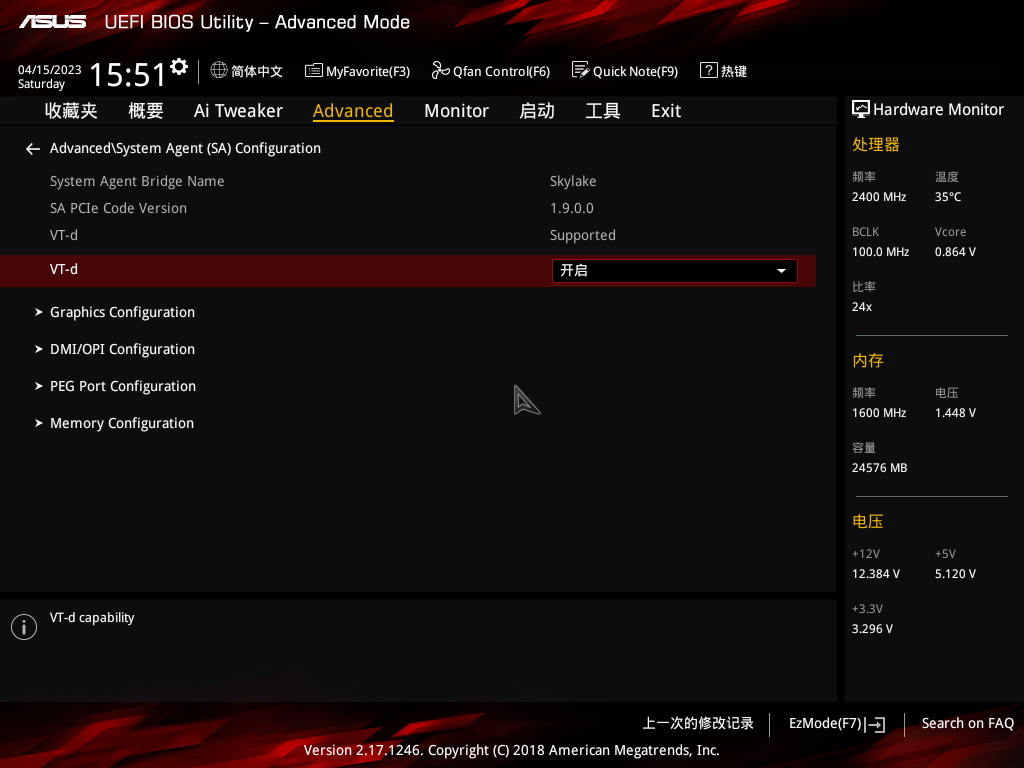 ASUS UEFI BIOS Utility – Advanced Mode
04/15/2023
Saturday
15:51
简体中文 MyFavorite(F3) Qfan Control(F6) Quick Note(F9) ? 热键
收藏夹 概要 Ai Tweaker Advanced Monitor 启动 工具 Exit
Advanced\System Agent (SA) Configuration
System Agent Bridge Name Skylake
SA PCIe Code Version 1.9.0.0
VT-d Supported
VT-d 开启
Graphics Configuration
DMI/OPI Configuration
PEG Port Configuration
Memory Configuration
VT-d capability
Hardware Monitor
处理器
频率 温度
2400 MHz 35°C
BCLK Vcore
100.0 MHz 0.864 V
比率
24x
内存
频率 电压
1600 MHz 1.448 V
容量
24576 MB
电压
+12V +5V
12.384 V 5.120 V
+3.3V
3.296 V
上一次的修改记录 EzMode(F7) Search on FAQ
Version 2.17.1246. Copyright (C) 2018 American Megatrends, Inc.